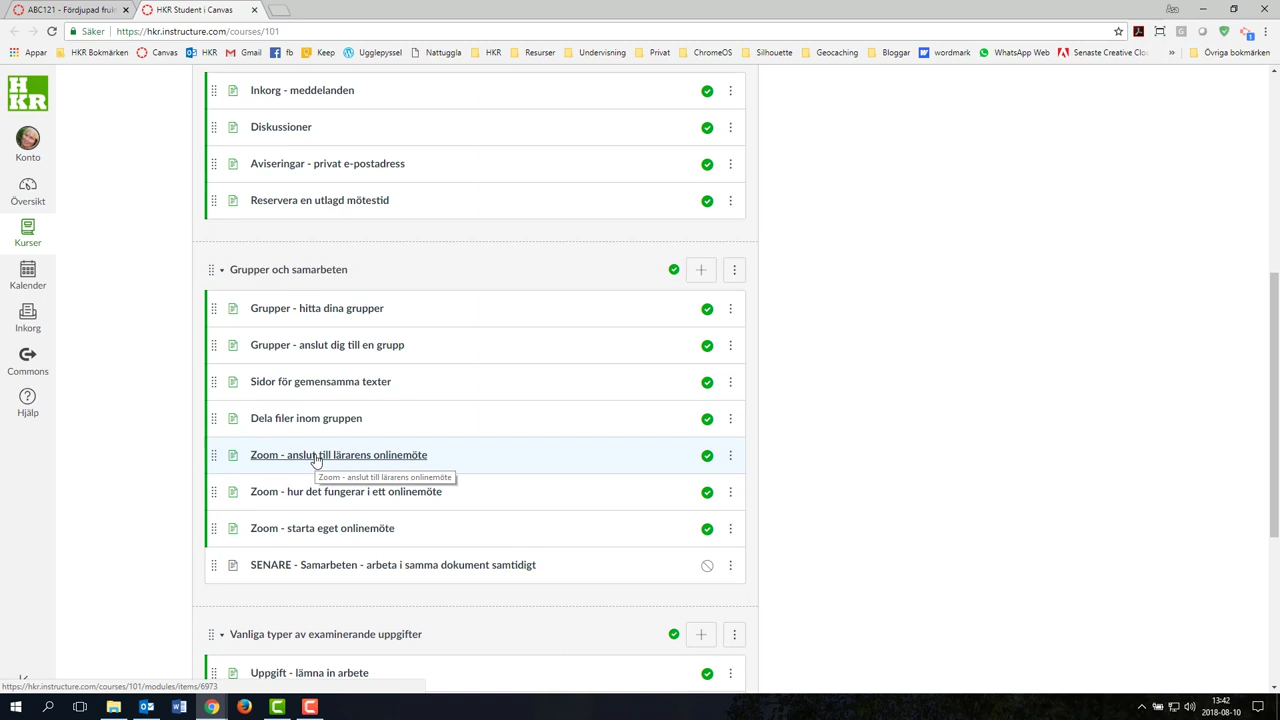 ABC121 - Fördjupad fruk
HKR Student i Canvas
Säker
https://hkr.instructure.com/courses/101
Appar
HKR Bokmärken
Canvas
HKR
Gmail
fb
Keep
Ugglepyssel
Nattuggla
HKR
Resurser
Undervisning
Privat
ChromeOS
Silhouette
Geocaching
Bloggar
wordmark
WhatsApp Web
Senaste Creative Clo
»
Övriga bokmärken
HKR
Konto
Översikt
Kurser
Kalender
Inkorg
Commons
Hjälp
Inkorg - meddelanden
Diskussioner
Aviseringar - privat e-postadress
Reservera en utlagd mötestid
Grupper och samarbeten
Grupper - hitta dina grupper
Grupper - anslut dig till en grupp
Sidor för gemensamma texter
Dela filer inom gruppen
Zoom - anslut till lärarens onlinemöte
Zoom - anslut till lärarens onlinemöte
Zoom - hur det fungerar i ett onlinemöte
Zoom - starta eget onlinemöte
SENARE - Samarbeten - arbeta i samma dokument samtidigt
Vanliga typer av examinerande uppgifter
Uppgift - lämna in arbete
https://hkr.instructure.com/courses/101/modules/items/6973
13:42
2018-08-10